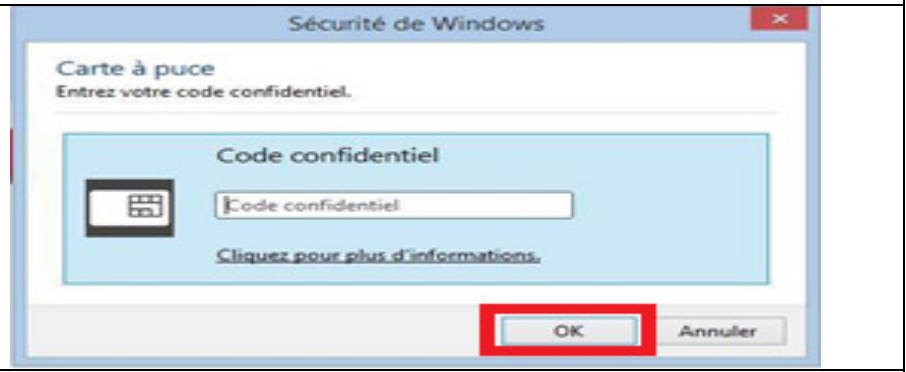 Sécurité de Windows
Carte à puce
Entrez votre code confidentiel.
Code confidentiel
Code confidentiel
Cliquez pour plus d'informations.
OK Annuler